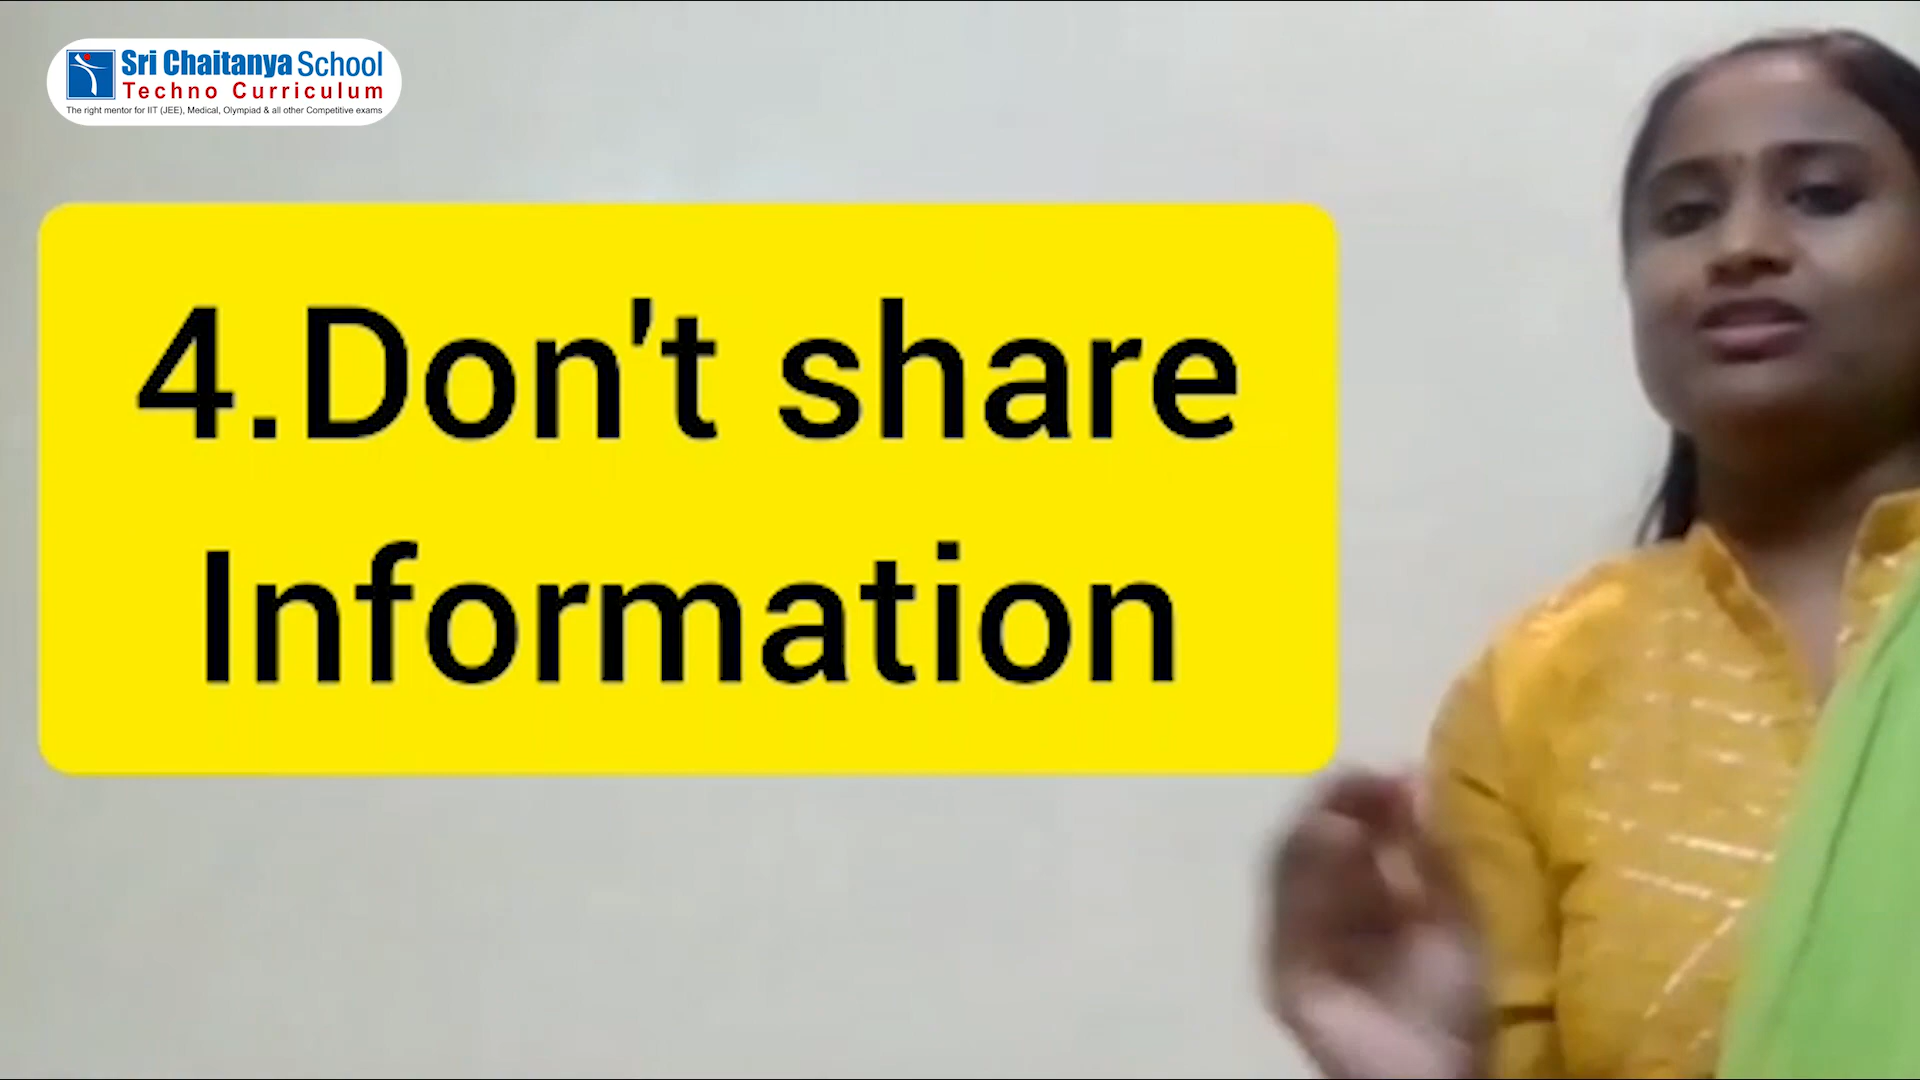 Sri Chaitanya School
Techno Curriculum
The right mentor for IIT (JEE), Medical, Olympiad & all other Competitive exams
4.Don't share
Information